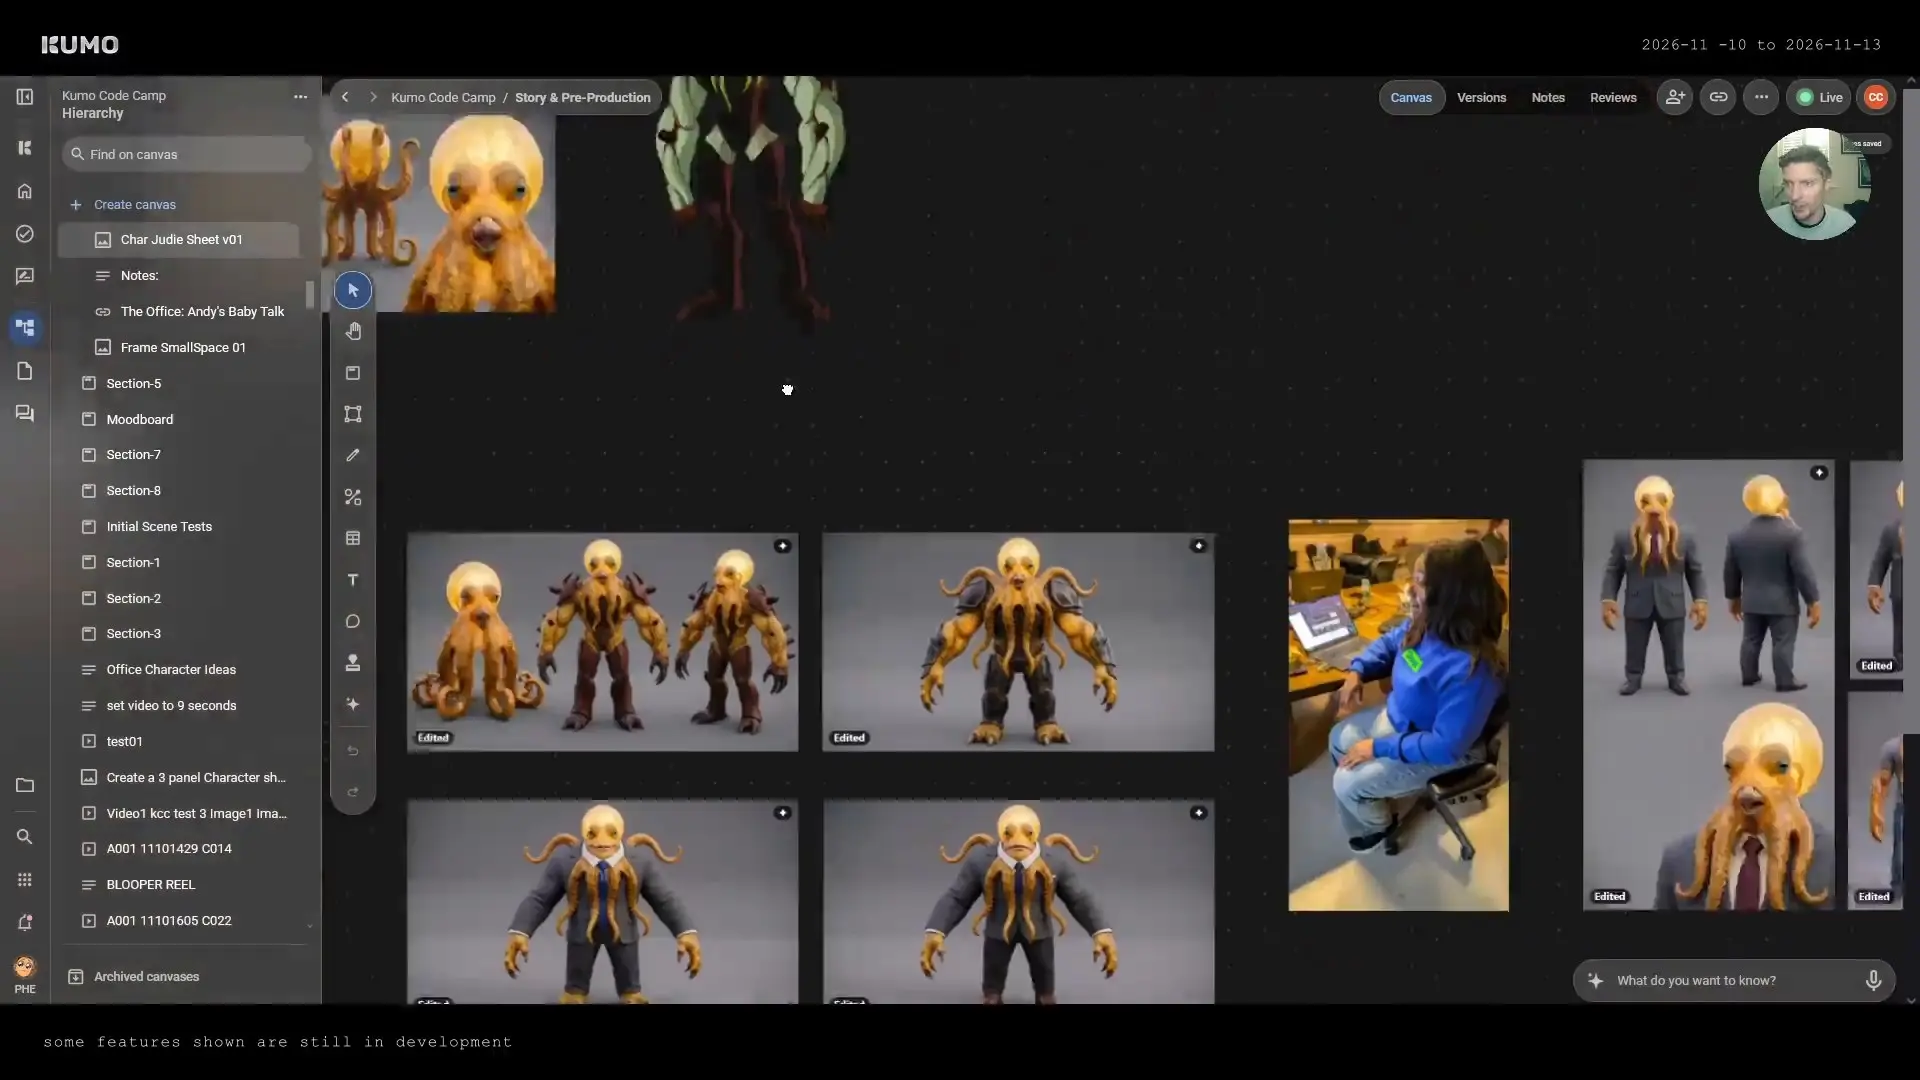 KUMO
2026-11 -10 to 2026-11-13
Kumo Code Camp
Hierarchy
Find on canvas
Create canvas
Char Judie Sheet v01
Notes:
The Office: Andy's Baby Talk
Frame SmallSpace 01
Section-5
Moodboard
Section-7
Section-8
Initial Scene Tests
Section-1
Section-2
Section-3
Office Character Ideas
set video to 9 seconds
test01
Create a 3 panel Character sh...
Video1 kcc test 3 Image1 Ima...
A001 11101429 C014
BLOOPER REEL
A001 11101605 C022
Archived canvases
PHE
Kumo Code Camp / Story & Pre-Production
Canvas
Versions
Notes
Reviews
Live
CC
saved
Edited
Edited
Edited
Edited
Edited
Edited
Edited
What do you want to know?
some features shown are still in development